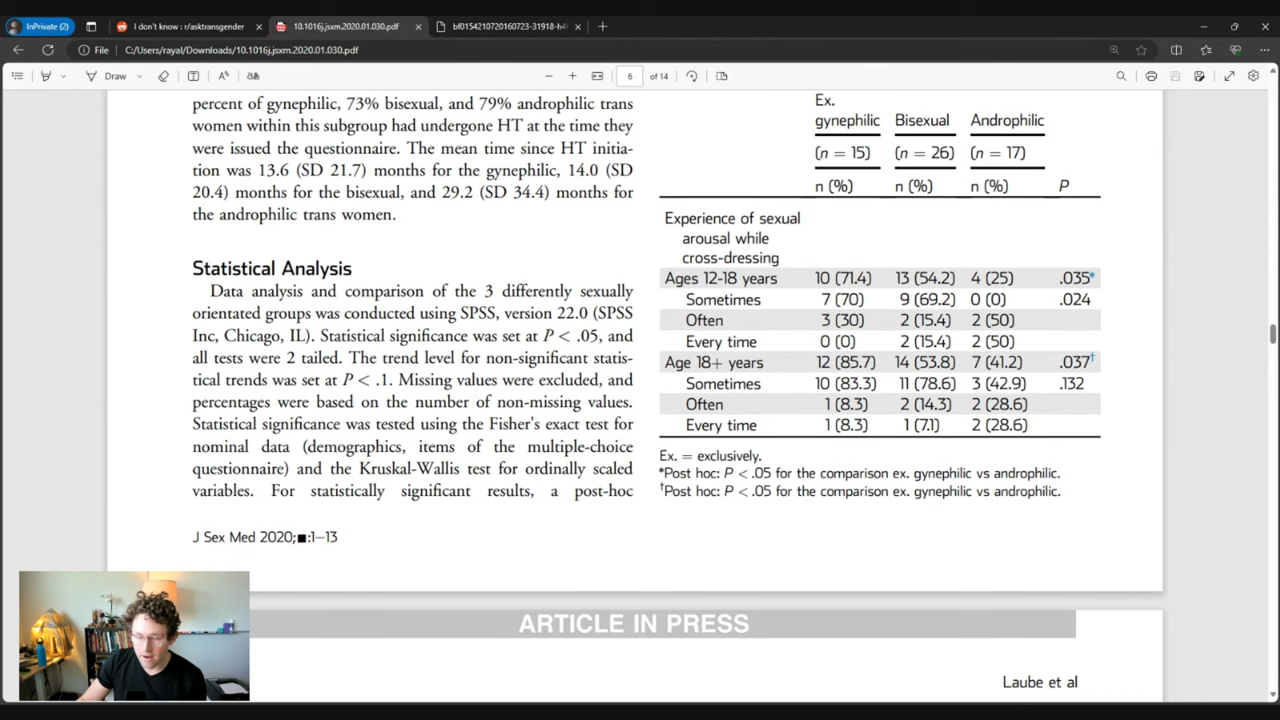 InPrivate (2)
I don't know : r/asktransgender
10.1016j.jsxm.2020.01.030.pdf
bf0154210720160723-31918-h4
File
C:/Users/rayal/Downloads/10.1016j.jsxm.2020.01.030.pdf
Draw
6
of 14
percent of gynephilic, 73% bisexual, and 79% androphilic trans
women within this subgroup had undergone HT at the time they
were issued the questionnaire. The mean time since HT initia-
tion was 13.6 (SD 21.7) months for the gynephilic, 14.0 (SD
20.4) months for the bisexual, and 29.2 (SD 34.4) months for
the androphilic trans women.
Statistical Analysis
Data analysis and comparison of the 3 differently sexually
orientated groups was conducted using SPSS, version 22.0 (SPSS
Inc, Chicago, IL). Statistical significance was set at P < .05, and
all tests were 2 tailed. The trend level for non-significant statis-
tical trends was set at P < .1. Missing values were excluded, and
percentages were based on the number of non-missing values.
Statistical significance was tested using the Fisher's exact test for
nominal data (demographics, items of the multiple-choice
questionnaire) and the Kruskal-Wallis test for ordinally scaled
variables. For statistically significant results, a post-hoc
J Sex Med 2020;■:1–13
Ex.
gynephilic Bisexual Androphilic
(n = 15) (n = 26) (n = 17)
n (%) n (%) n (%) P
Experience of sexual
arousal while
cross-dressing
Ages 12-18 years 10 (71.4) 13 (54.2) 4 (25) .035*
Sometimes 7 (70) 9 (69.2) 0 (0) .024
Often 3 (30) 2 (15.4) 2 (50)
Every time 0 (0) 2 (15.4) 2 (50)
Age 18+ years 12 (85.7) 14 (53.8) 7 (41.2) .037†
Sometimes 10 (83.3) 11 (78.6) 3 (42.9) .132
Often 1 (8.3) 2 (14.3) 2 (28.6)
Every time 1 (8.3) 1 (7.1) 2 (28.6)
Ex. = exclusively.
*Post hoc: P < .05 for the comparison ex. gynephilic vs androphilic.
†Post hoc: P < .05 for the comparison ex. gynephilic vs androphilic.
ARTICLE IN PRESS
Laube et al